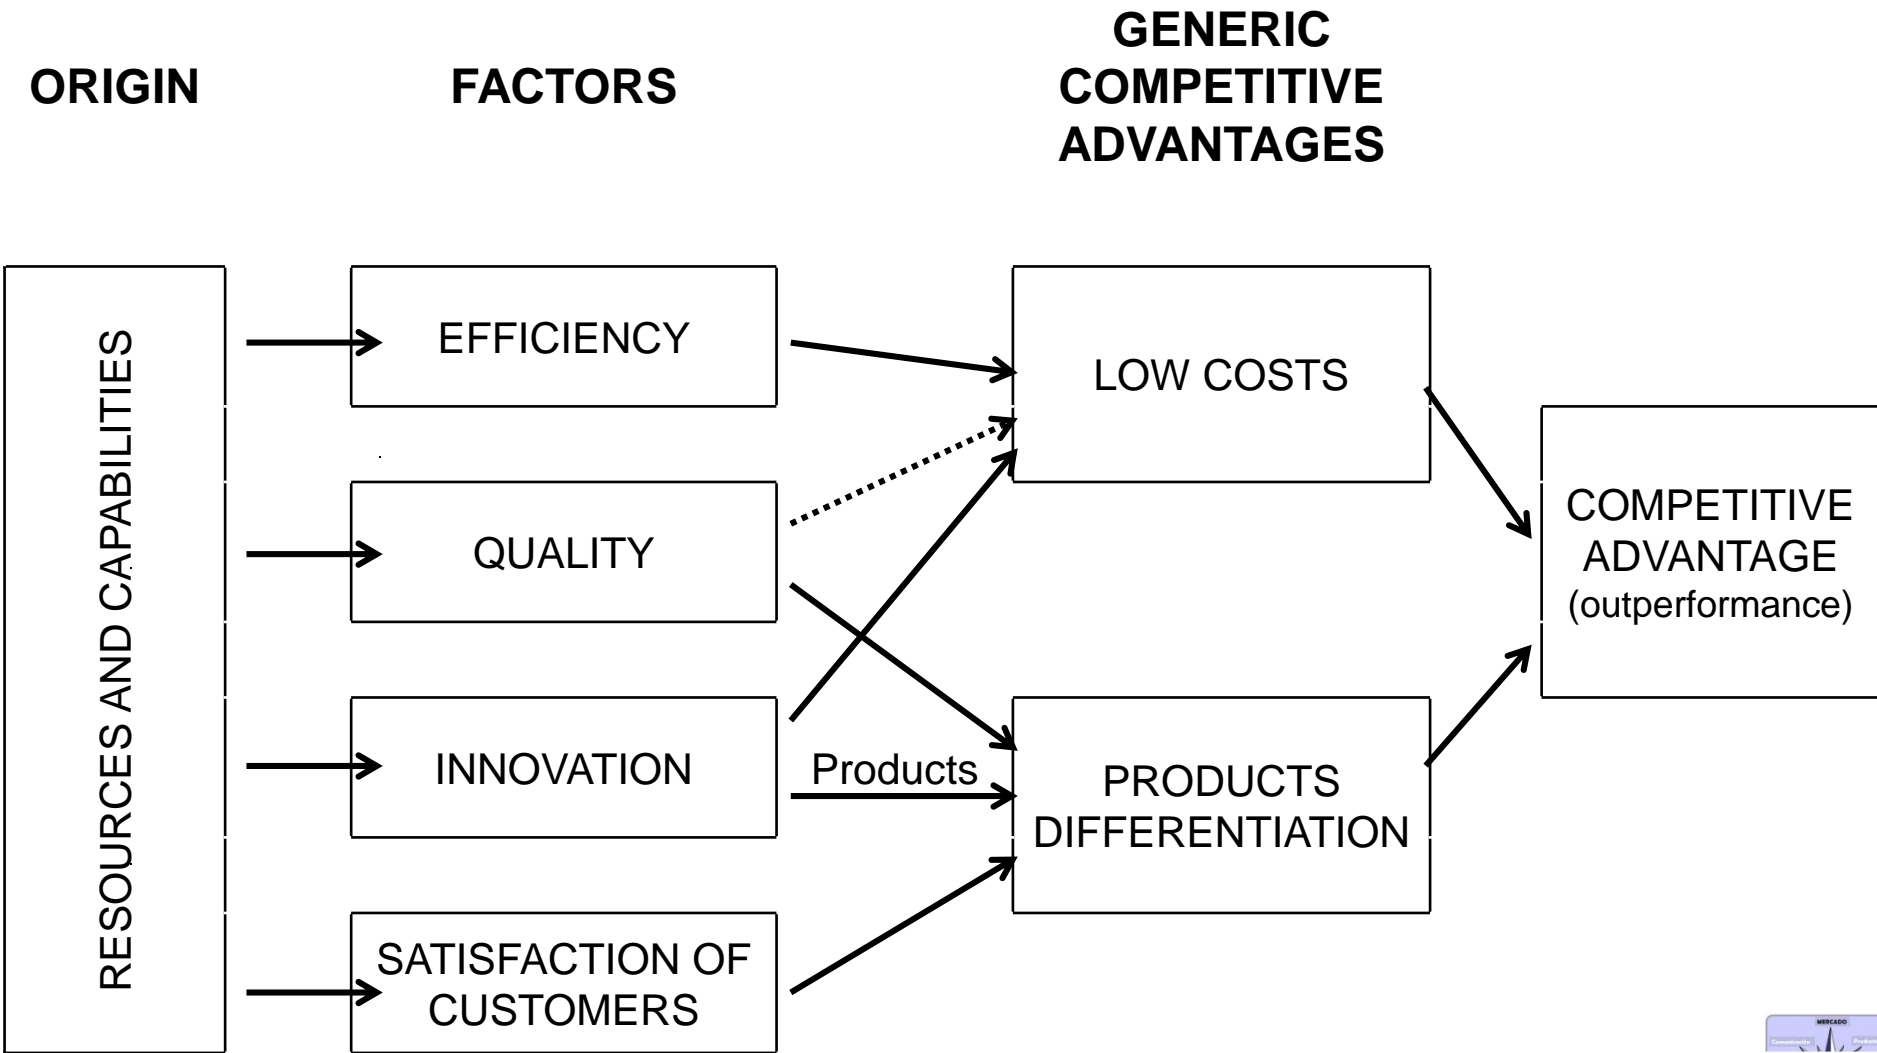 ORIGIN
FACTORS
GENERIC
COMPETITIVE
ADVANTAGES
RESOURCES AND CAPABILITIES
EFFICIENCY
QUALITY
INNOVATION
SATISFACTION OF
CUSTOMERS
Products
LOW COSTS
PRODUCTS
DIFFERENTIATION
COMPETITIVE
ADVANTAGE
(outperformance)
MERCADO